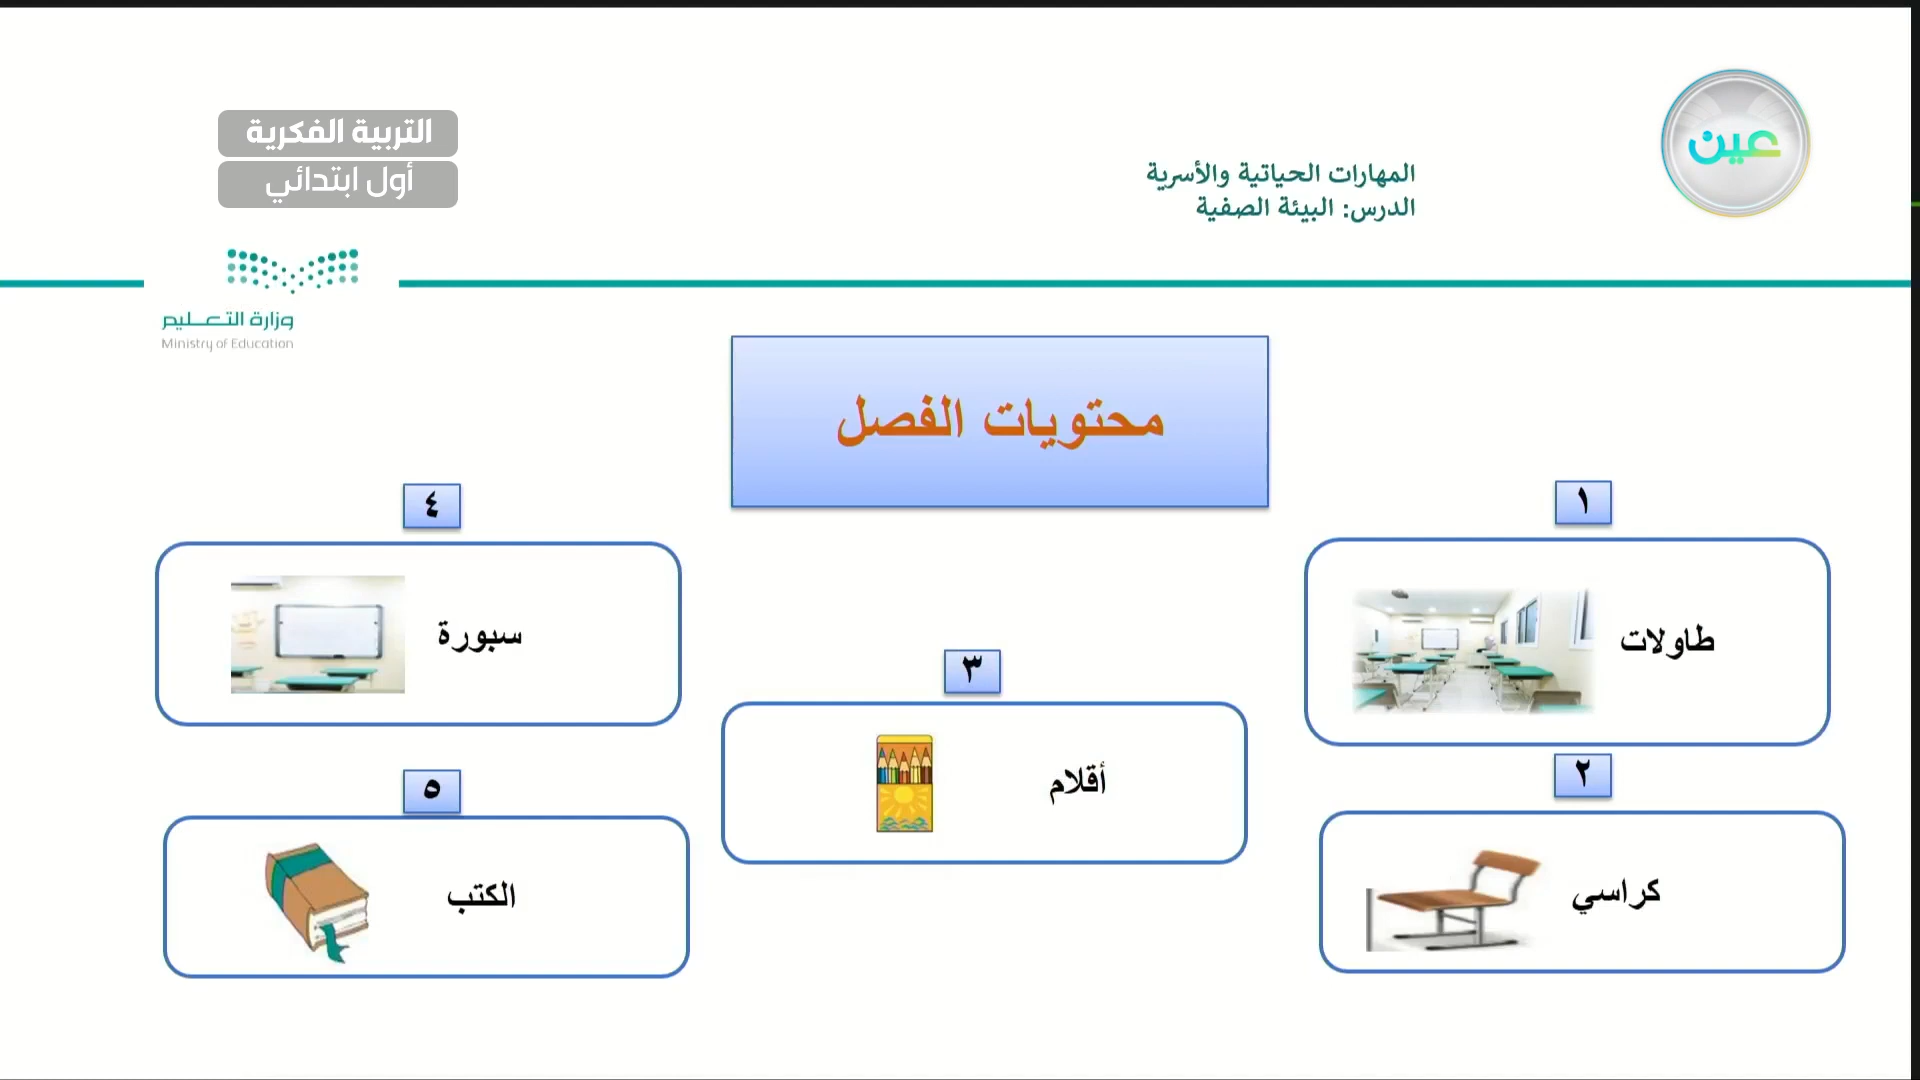 عين
التربية الفكرية
أول ابتدائي
المهارات الحياتية والأسرية
الدرس: البيئة الصفية
وزارة التعليم
Ministry of Education
محتويات الفصل
١
طاولات
٢
كراسي
٣
أقلام
٤
سبورة
٥
الكتب